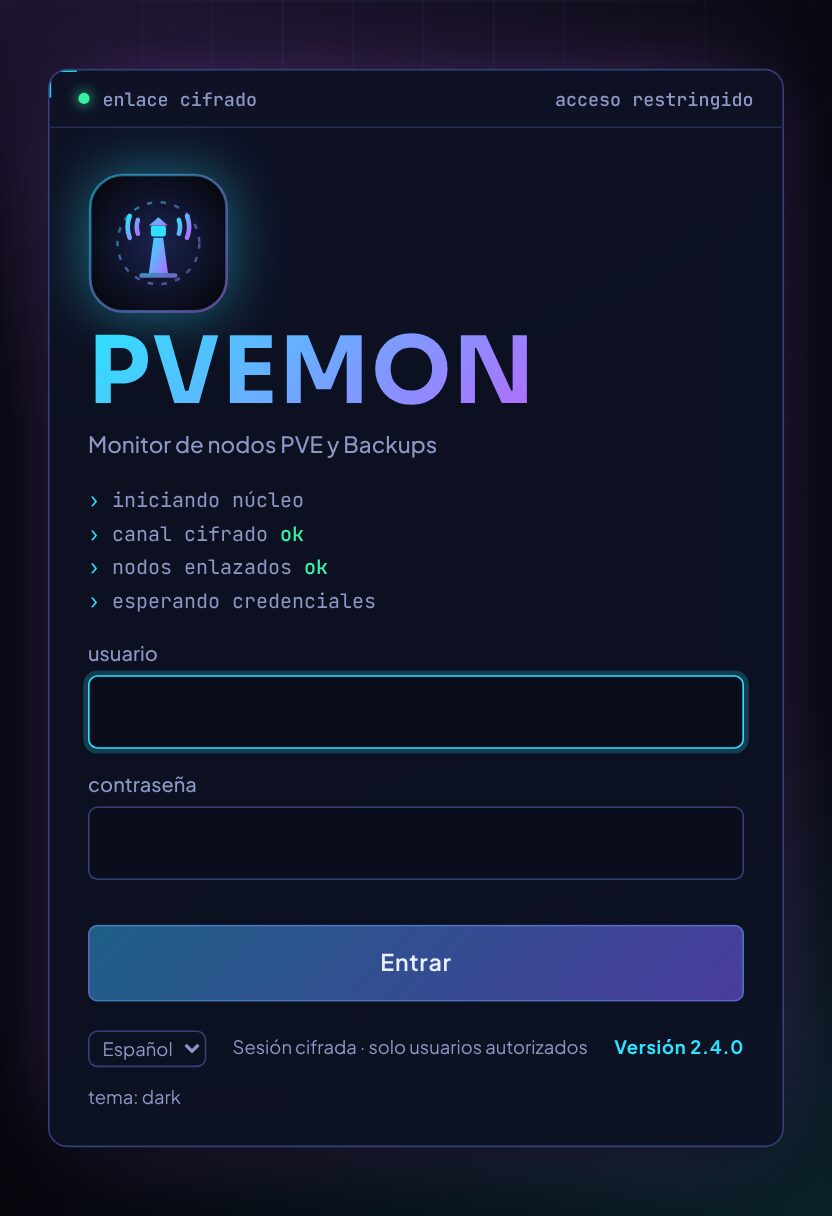 enlace cifrado
acceso restringido
PVEMON
Monitor de nodos PVE y Backups
› iniciando núcleo
› canal cifrado ok
› nodos enlazados ok
› esperando credenciales
usuario
contraseña
Entrar
Español
Sesión cifrada · solo usuarios autorizados
Versión 2.4.0
tema: dark